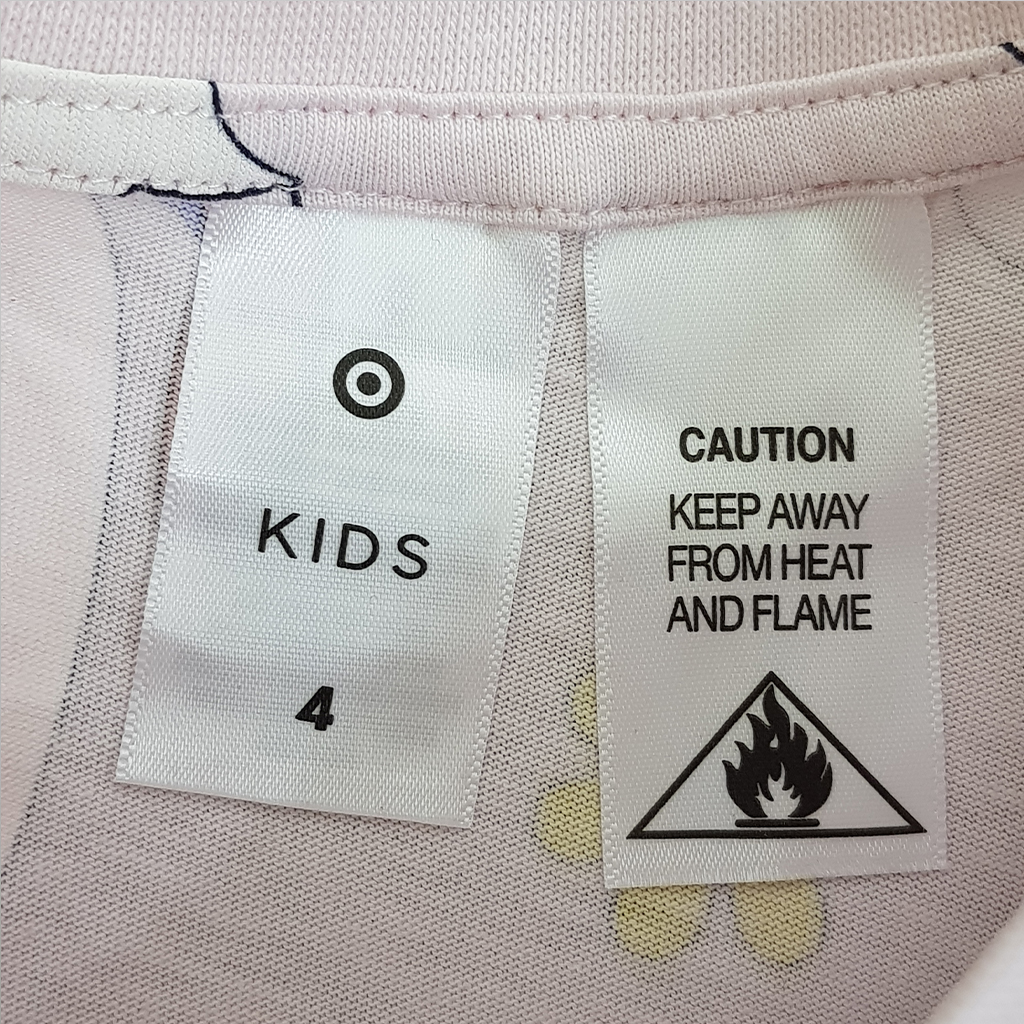 KIDS
4
CAUTION
KEEP AWAY
FROM HEAT
AND FLAME